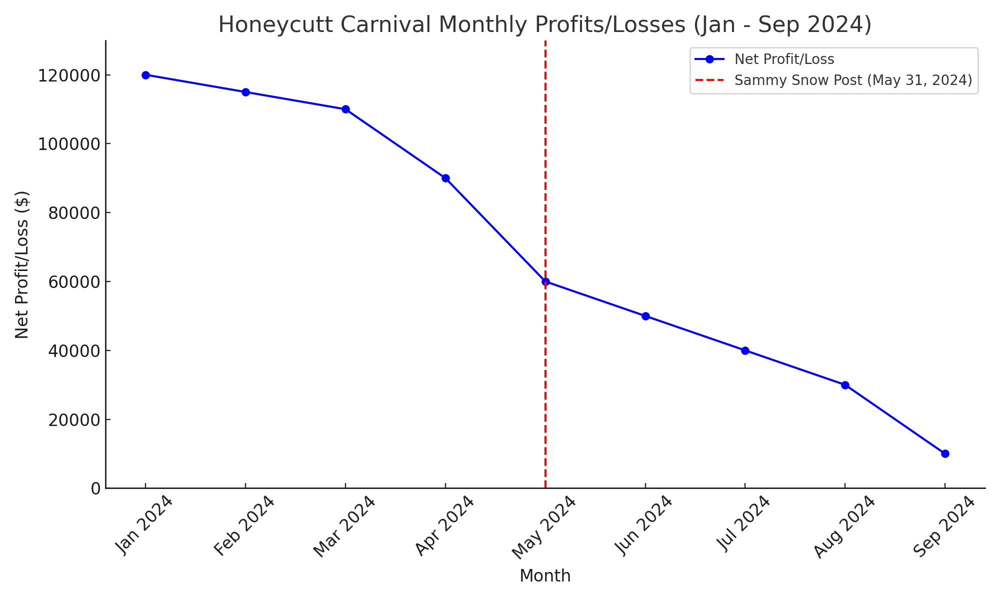 Honeycutt Carnival Monthly Profits/Losses (Jan - Sep 2024)
Net Profit/Loss
Sammy Snow Post (May 31, 2024)
Net Profit/Loss ($)
120000
100000
80000
60000
40000
20000
0
Jan 2024
Feb 2024
Mar 2024
Apr 2024
May 2024
Jun 2024
Jul 2024
Aug 2024
Sep 2024
Month